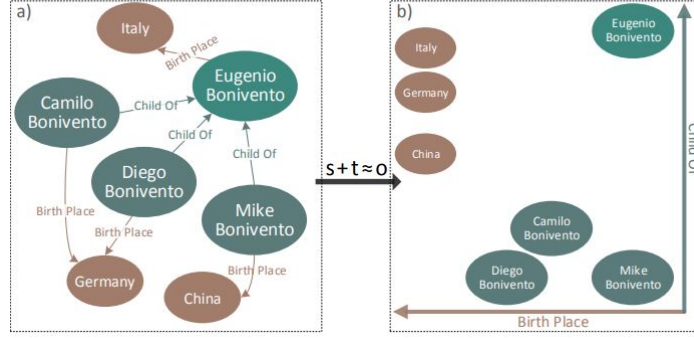 a)
Italy
Birth Place
Eugenio
Bonivento
Camilo
Bonivento
Child Of
Child Of
Child Of
Diego
Bonivento
Mike
Bonivento
Birth Place
Birth Place
Birth Place
Germany
China
s+t≈o
b)
Eugenio
Bonivento
Italy
Germany
China
Child Of
Camilo
Bonivento
Diego
Bonivento
Mike
Bonivento
Birth Place